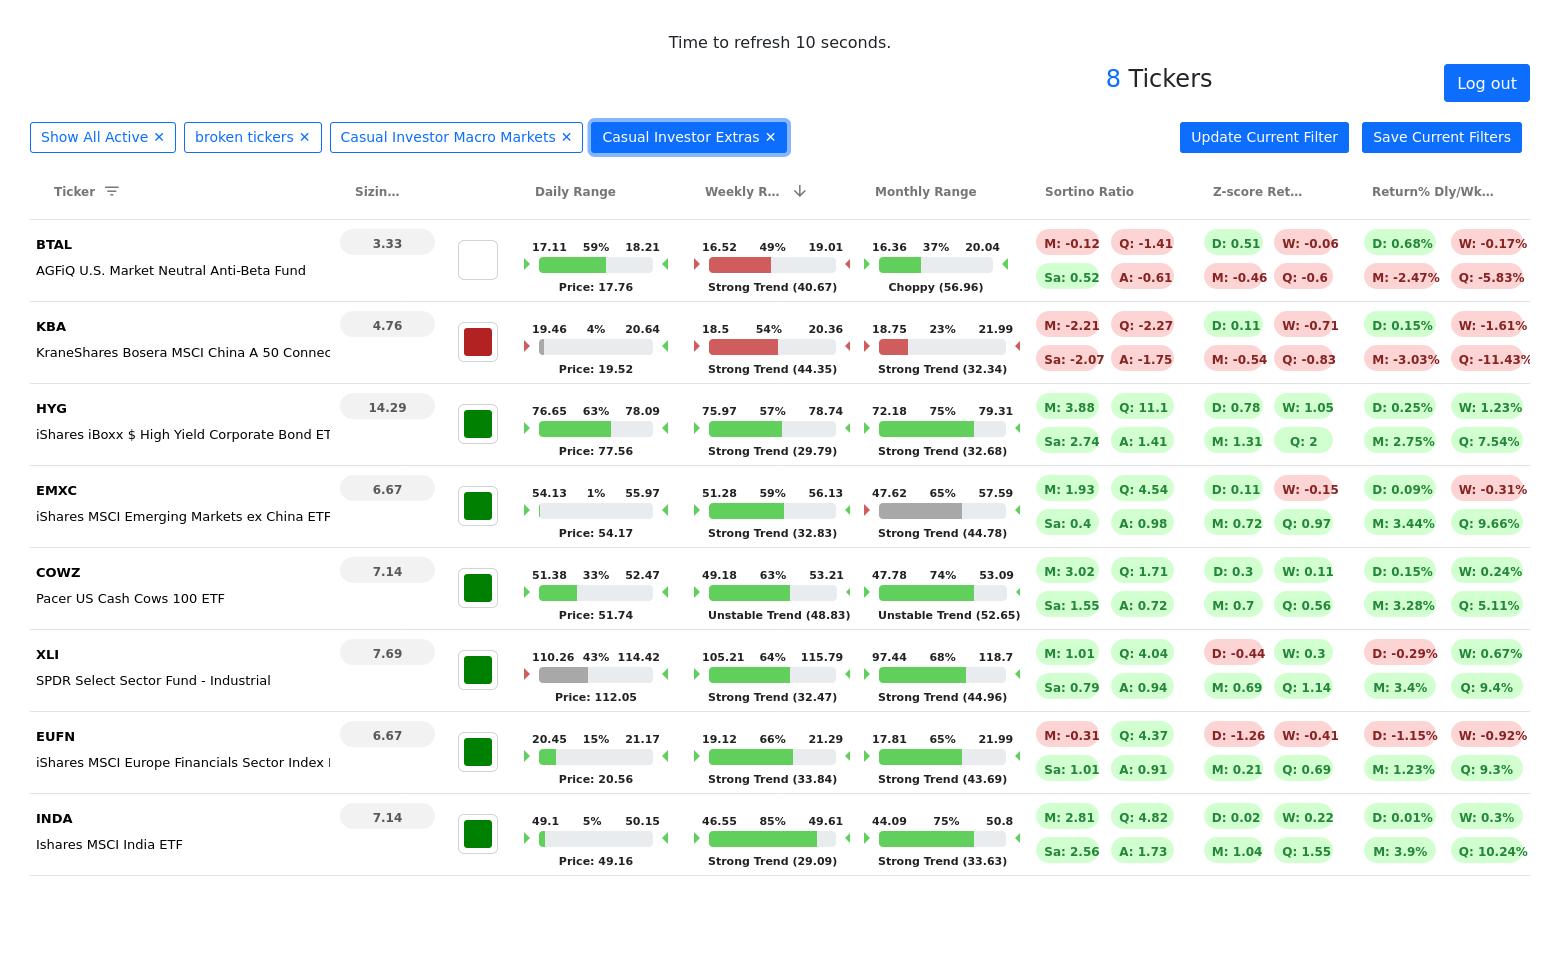 Time to refresh 10 seconds.
8 Tickers
Log out
Show All Active ✕ broken tickers ✕ Casual Investor Macro Markets ✕ Casual Investor Extras ✕ Update Current Filter Save Current Filters
Ticker Sizin... Daily Range Weekly R... Monthly Range Sortino Ratio Z-score Ret... Return% Dly/Wk...
BTAL 3.33 17.11 59% 18.21 16.52 49% 19.01 16.36 37% 20.04 M: -0.12 Q: -1.41 D: 0.51 W: -0.06 D: 0.68% W: -0.17%
AGFiQ U.S. Market Neutral Anti-Beta Fund Sa: 0.52 A: -0.61 M: -0.46 Q: -0.6 M: -2.47% Q: -5.83%
Price: 17.76 Strong Trend (40.67) Choppy (56.96)
KBA 4.76 19.46 4% 20.64 18.5 54% 20.36 18.75 23% 21.99 M: -2.21 Q: -2.27 D: 0.11 W: -0.71 D: 0.15% W: -1.61%
KraneShares Bosera MSCI China A 50 Connec Sa: -2.07 A: -1.75 M: -0.54 Q: -0.83 M: -3.03% Q: -11.43%
Price: 19.52 Strong Trend (44.35) Strong Trend (32.34)
HYG 14.29 76.65 63% 78.09 75.97 57% 78.74 72.18 75% 79.31 M: 3.88 Q: 11.1 D: 0.78 W: 1.05 D: 0.25% W: 1.23%
iShares iBoxx $ High Yield Corporate Bond ET Sa: 2.74 A: 1.41 M: 1.31 Q: 2 M: 2.75% Q: 7.54%
Price: 77.56 Strong Trend (29.79) Strong Trend (32.68)
EMXC 6.67 54.13 1% 55.97 51.28 59% 56.13 47.62 65% 57.59 M: 1.93 Q: 4.54 D: 0.11 W: -0.15 D: 0.09% W: -0.31%
iShares MSCI Emerging Markets ex China ETF Sa: 0.4 A: 0.98 M: 0.72 Q: 0.97 M: 3.44% Q: 9.66%
Price: 54.17 Strong Trend (32.83) Strong Trend (44.78)
COWZ 7.14 51.38 33% 52.47 49.18 63% 53.21 47.78 74% 53.09 M: 3.02 Q: 1.71 D: 0.3 W: 0.11 D: 0.15% W: 0.24%
Pacer US Cash Cows 100 ETF Sa: 1.55 A: 0.72 M: 0.7 Q: 0.56 M: 3.28% Q: 5.11%
Price: 51.74 Unstable Trend (48.83) Unstable Trend (52.65)
XLI 7.69 110.26 43% 114.42 105.21 64% 115.79 97.44 68% 118.7 M: 1.01 Q: 4.04 D: -0.44 W: 0.3 D: -0.29% W: 0.67%
SPDR Select Sector Fund - Industrial Sa: 0.79 A: 0.94 M: 0.69 Q: 1.14 M: 3.4% Q: 9.4%
Price: 112.05 Strong Trend (32.47) Strong Trend (44.96)
EUFN 6.67 20.45 15% 21.17 19.12 66% 21.29 17.81 65% 21.99 M: -0.31 Q: 4.37 D: -1.26 W: -0.41 D: -1.15% W: -0.92%
iShares MSCI Europe Financials Sector Index Sa: 1.01 A: 0.91 M: 0.21 Q: 0.69 M: 1.23% Q: 9.3%
Price: 20.56 Strong Trend (33.84) Strong Trend (43.69)
INDA 7.14 49.1 5% 50.15 46.55 85% 49.61 44.09 75% 50.8 M: 2.81 Q: 4.82 D: 0.02 W: 0.22 D: 0.01% W: 0.3%
Ishares MSCI India ETF Sa: 2.56 A: 1.73 M: 1.04 Q: 1.55 M: 3.9% Q: 10.24%
Price: 49.16 Strong Trend (29.09) Strong Trend (33.63)